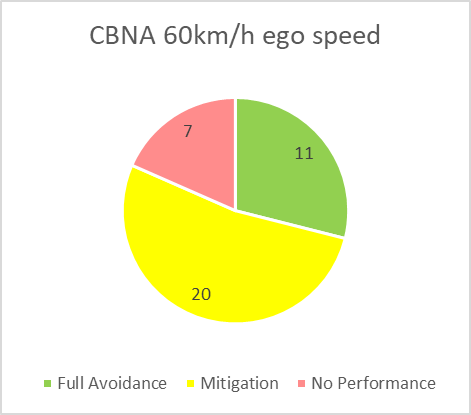 CBNA 60km/h ego speed
7
11
20
Full Avoidance Mitigation No Performance